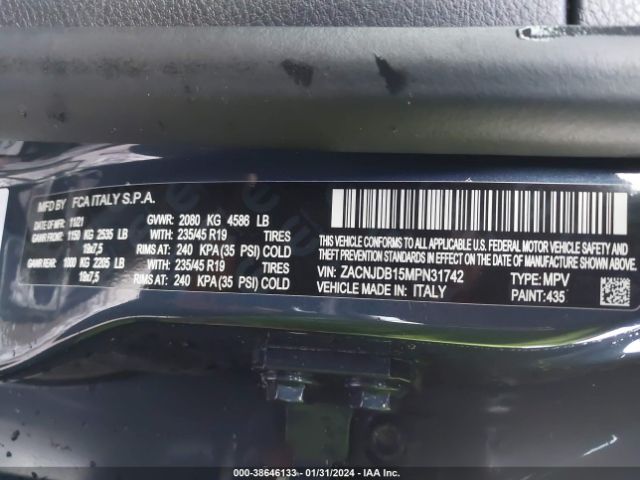 MFD BY FCA ITALY S.P.A.
DATE OF MFR: 11/21 GVWR: 2080 KG 4586 LB
GAWR FRONT: 1150 KG 2535 LB WITH: 235/45 R19 TIRES
19x7,5 RIMS AT: 240 KPA (35 PSI) COLD
GAWR REAR: 1000 KG 2205 LB WITH: 235/45 R19 TIRES
19x7,5 RIMS AT: 240 KPA (35 PSI) COLD
THIS VEHICLE CONFORMS TO ALL APPLICABLE
FEDERAL MOTOR VEHICLE SAFETY, BUMPER AND
THEFT PREVENTION STANDARDS IN EFFECT ON
THE DATE OF MANUFACTURE SHOWN ABOVE
VIN: ZACNJDB15MPN31742 TYPE: MPV
VEHICLE MADE IN: ITALY PAINT: 435
000-38646133 - 01/31/2024 - IAA Inc.